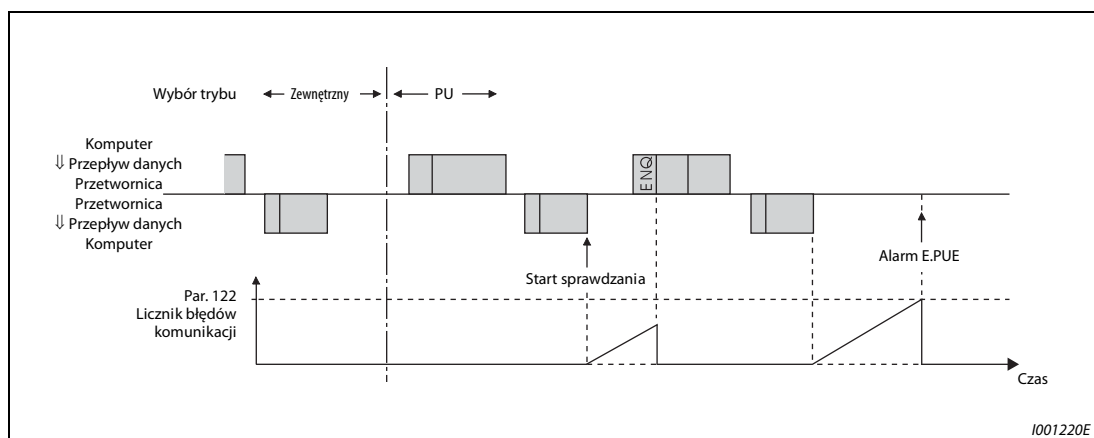 Wybór trybu
Zewnętrzny
PU
Komputer
⇓ Przepływ danych
Przetwornica
Przetwornica
⇓ Przepływ danych
Komputer
ENQ
Start sprawdzania
Alarm E.PUE
Par. 122
Licznik błędów
komunikacji
Czas
I001220E